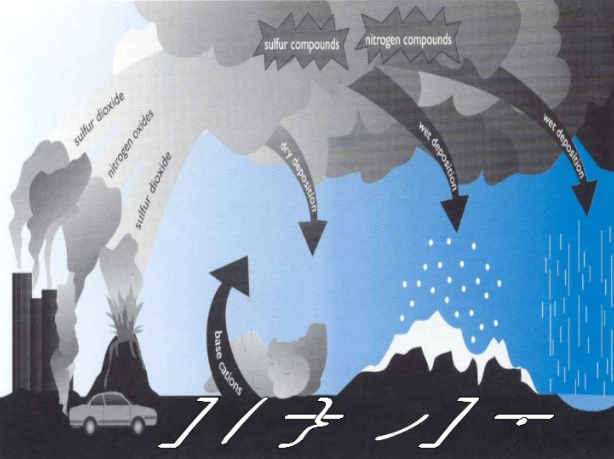 sulfur compounds
nitrogen compounds
sulfur dioxide
nitrogen oxides
sulfur dioxide
dry deposition
wet deposition
wet deposition
base cations